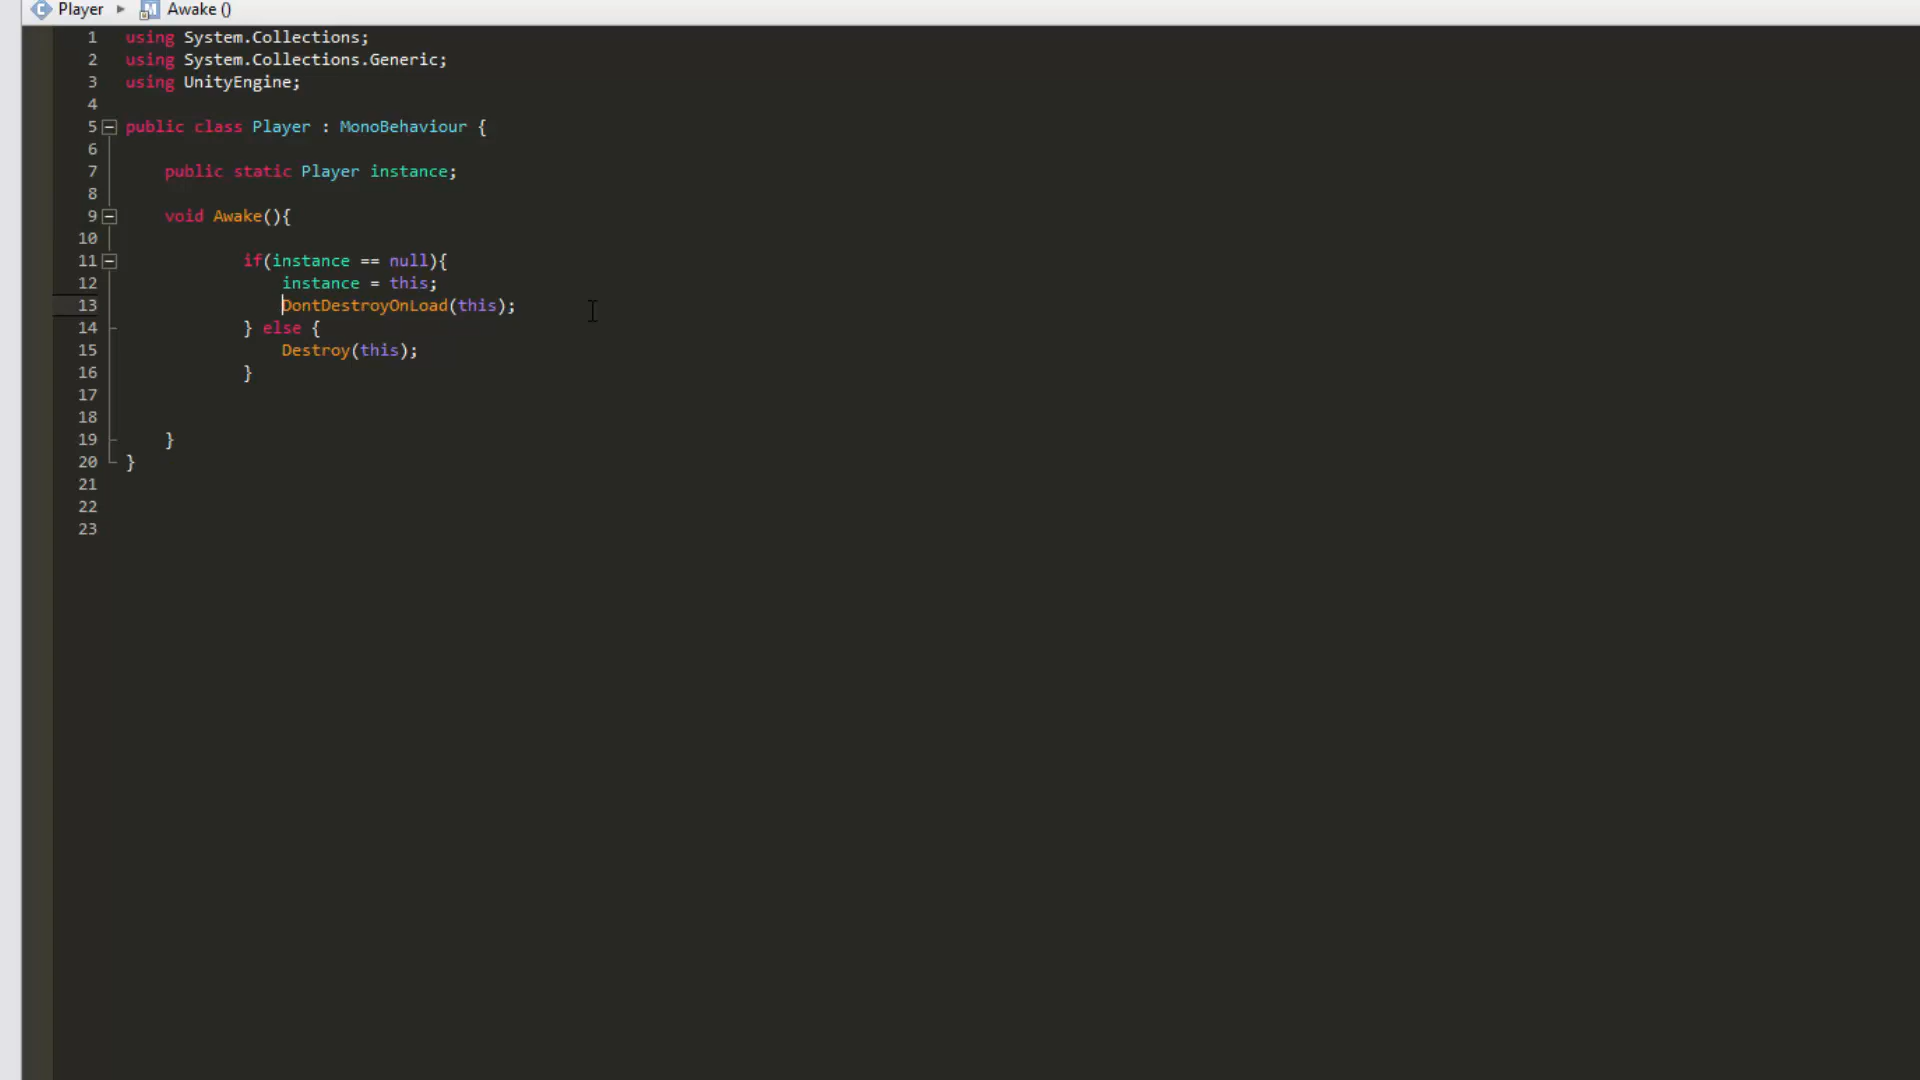 Player ▸ Awake ()
1 using System.Collections;
2 using System.Collections.Generic;
3 using UnityEngine;
4
5 public class Player : MonoBehaviour {
6
7 public static Player instance;
8
9 void Awake(){
10
11 if(instance == null){
12 instance = this;
13 DontDestroyOnLoad(this);
14 } else {
15 Destroy(this);
16 }
17
18
19 }
20 }
21
22
23